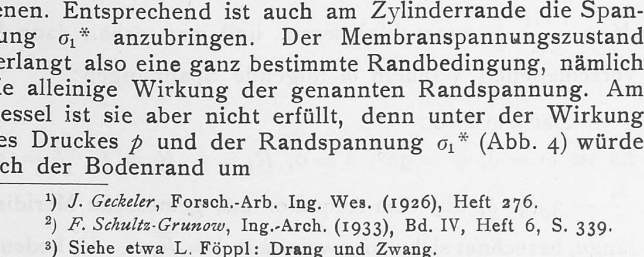 enen. Entsprechend ist auch am Zylinderrande die Span-
ung σ₁* anzubringen. Der Membranspannungszustand
erlangt also eine ganz bestimmte Randbedingung, nämlich
ie alleinige Wirkung der genannten Randspannung. Am
essel ist sie aber nicht erfüllt, denn unter der Wirkung
es Druckes p und der Randspannung σ₁* (Abb. 4) würde
ch der Bodenrand um
¹) J. Geckeler, Forsch.-Arb. Ing. Wes. (1926), Heft 276.
²) F. Schultz-Grunow, Ing.-Arch. (1933), Bd. IV, Heft 6, S. 339.
³) Siehe etwa L. Föppl: Drang und Zwang.